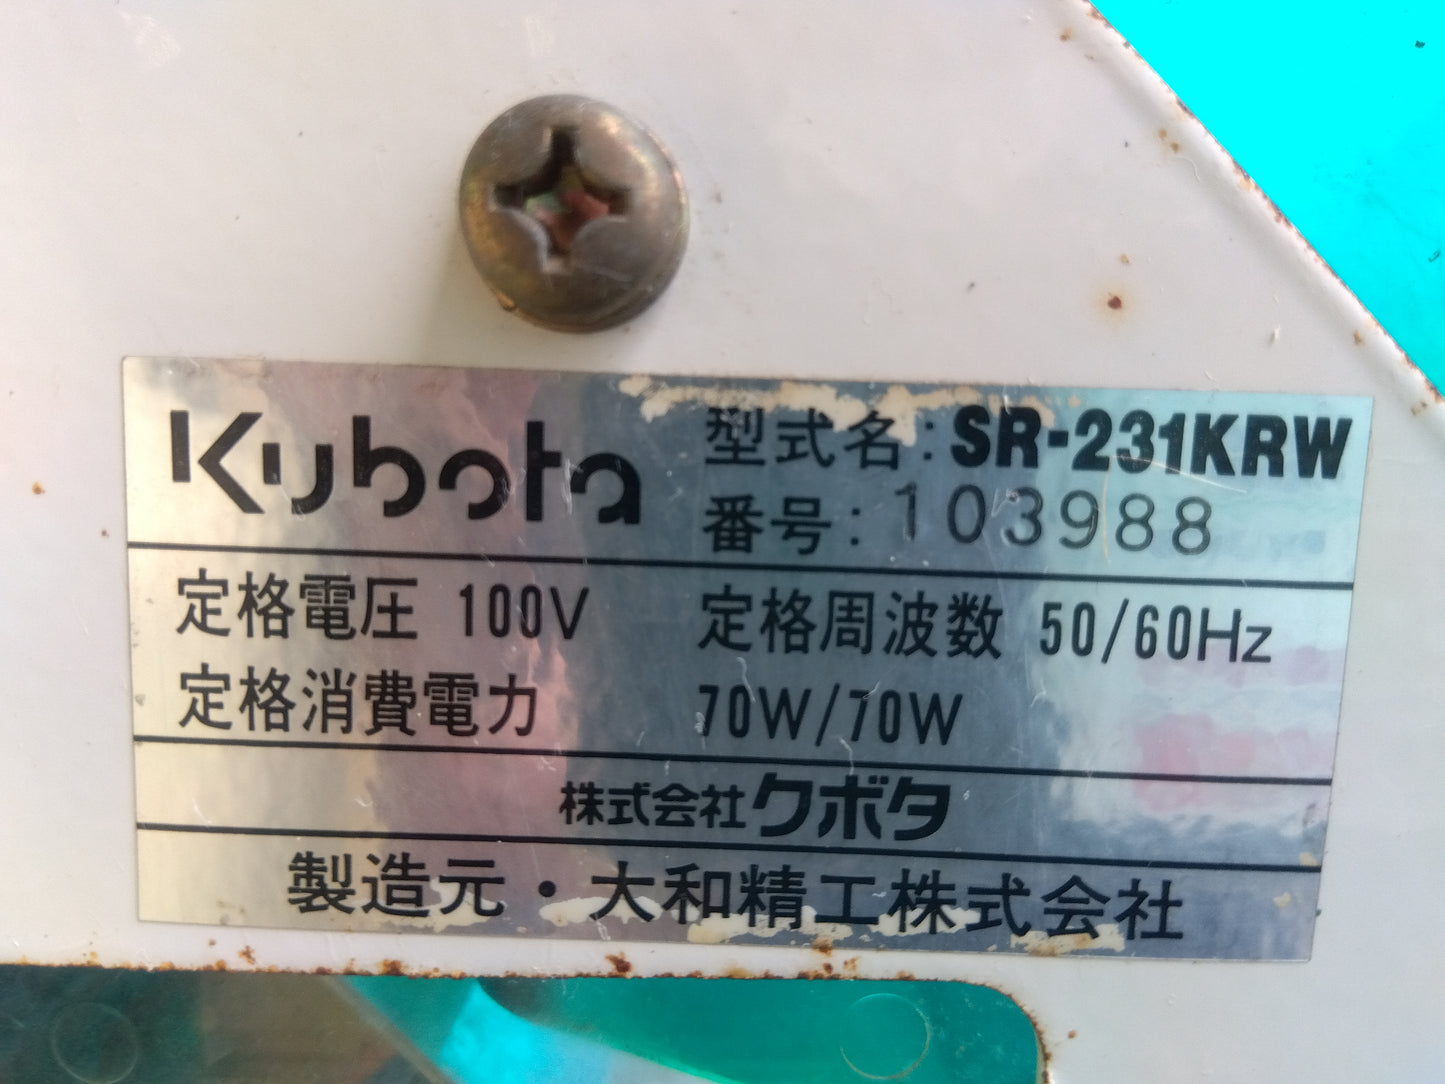 Kubota 型式名:SR-231KRW
番号:103988
定格電圧 100V 定格周波数 50/60Hz
定格消費電力 70W/70W
株式会社クボタ
製造元・大和精工株式会社